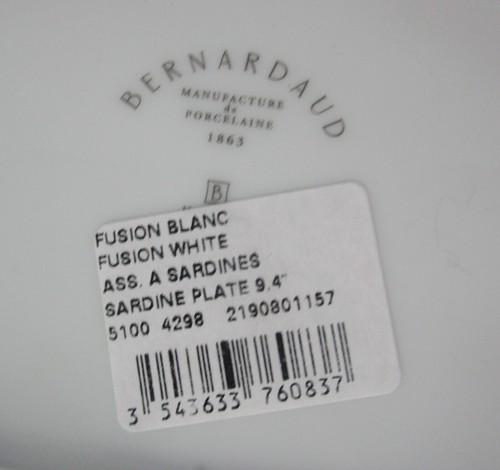 BERNARDAUD
MANUFACTURE
de
PORCELAINE
1863
B
FUSION BLANC
FUSION WHITE
ASS. A SARDINES
SARDINE PLATE 9.4"
5100 4298 2190801157
3 543633 760837